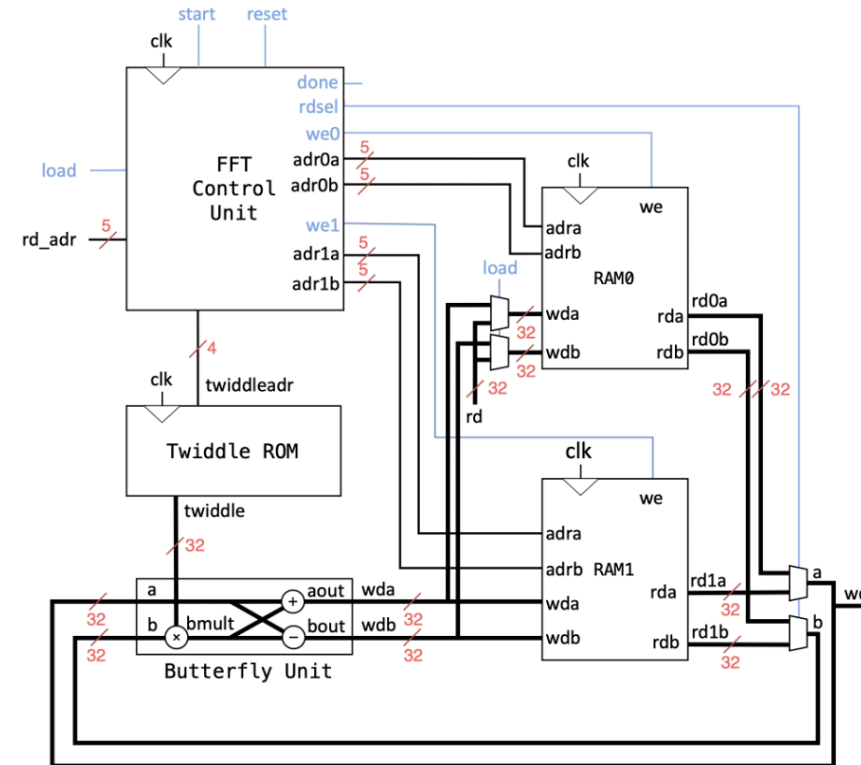 start reset
clk
done
rdsel
we0
adr0a 5
adr0b 5
FFT
Control
Unit
load
rd_adr 5
we1
adr1a 5
adr1b 5
clk
we
adra
adrb
RAM0
load
wda
32
wdb
32
rda
rd0a
rdb
rd0b
32 32
32
rd
4
twiddleadr
clk
Twiddle ROM
twiddle
32
clk
we
adra
adrb RAM1
wda
wdb
rda
rd1a
32
rdb
rd1b
32
a
b
wd
a
32
b
32
× bmult
+
−
aout wda
32
bout wdb
32
Butterfly Unit